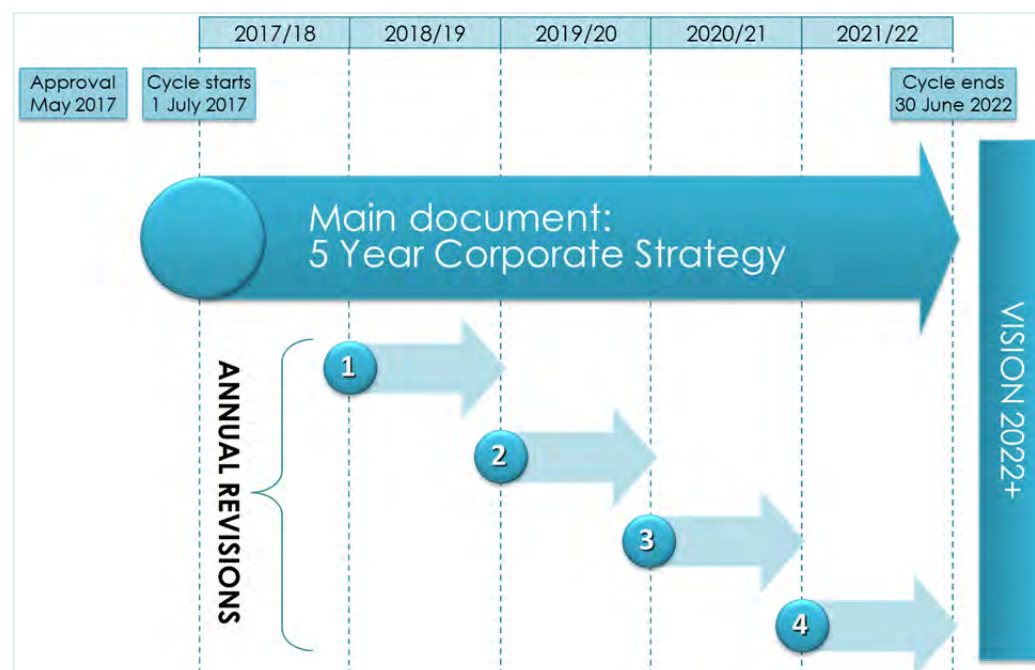 2017/18
2018/19
2019/20
2020/21
2021/22
Approval
May 2017
Cycle starts
1 July 2017
Cycle ends
30 June 2022
Main document:
5 Year Corporate Strategy
VISION 2022+
ANNUAL REVISIONS
1
2
3
4